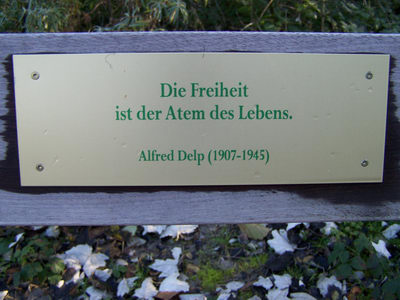 Die Freiheit
ist der Atem des Lebens.
Alfred Delp (1907-1945)